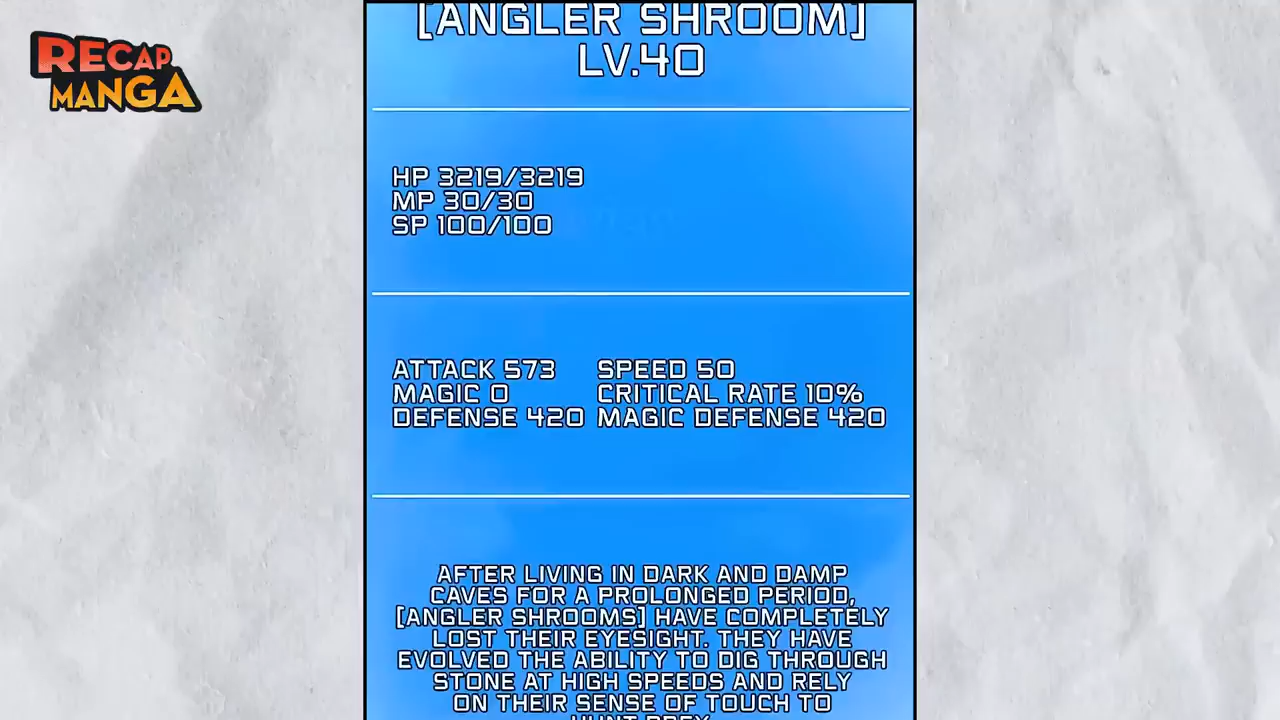 RECAP
MANGA
[ANGLER SHROOM]
LV.40
HP 3219/3219
MP 30/30
SP 100/100
ATTACK 573
MAGIC 0
DEFENSE 420
SPEED 50
CRITICAL RATE 10%
MAGIC DEFENSE 420
AFTER LIVING IN DARK AND DAMP
CAVES FOR A PROLONGED PERIOD,
[ANGLER SHROOMS] HAVE COMPLETELY
LOST THEIR EYESIGHT. THEY HAVE
EVOLVED THE ABILITY TO DIG THROUGH
STONE AT HIGH SPEEDS AND RELY
ON THEIR SENSE OF TOUCH TO